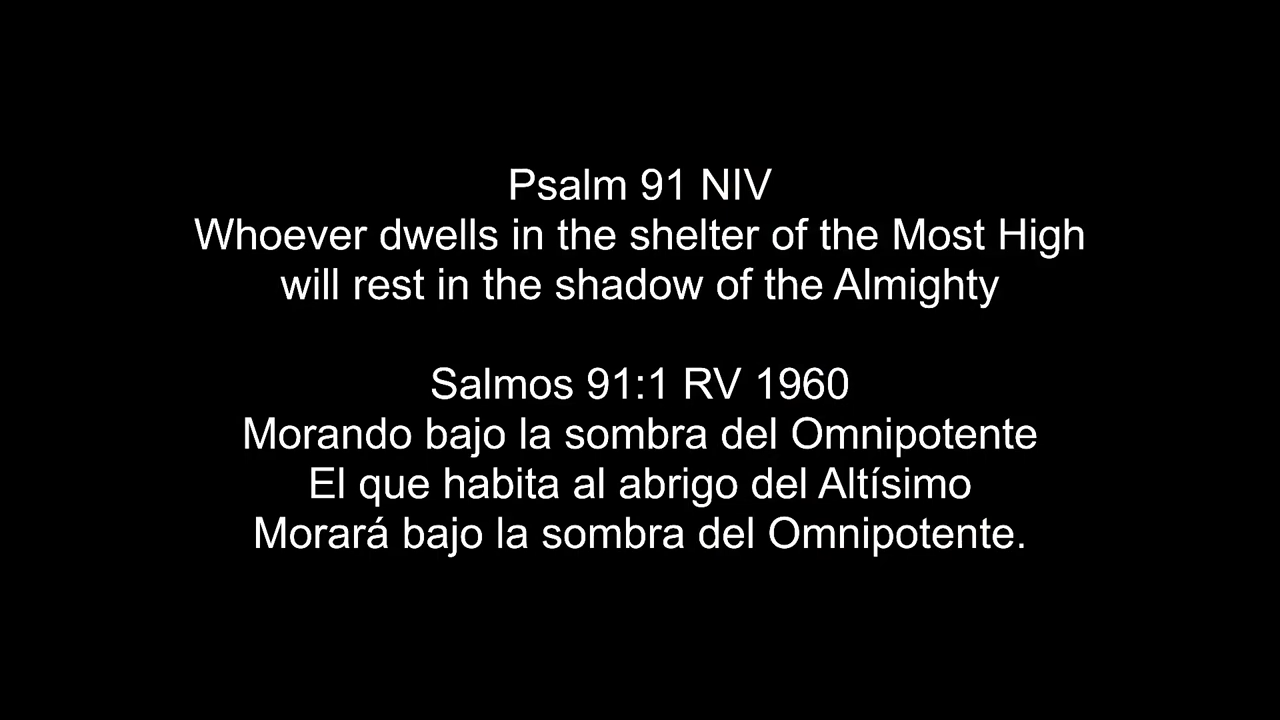 Psalm 91 NIV
Whoever dwells in the shelter of the Most High
will rest in the shadow of the Almighty
Salmos 91:1 RV 1960
Morando bajo la sombra del Omnipotente
El que habita al abrigo del Altísimo
Morará bajo la sombra del Omnipotente.